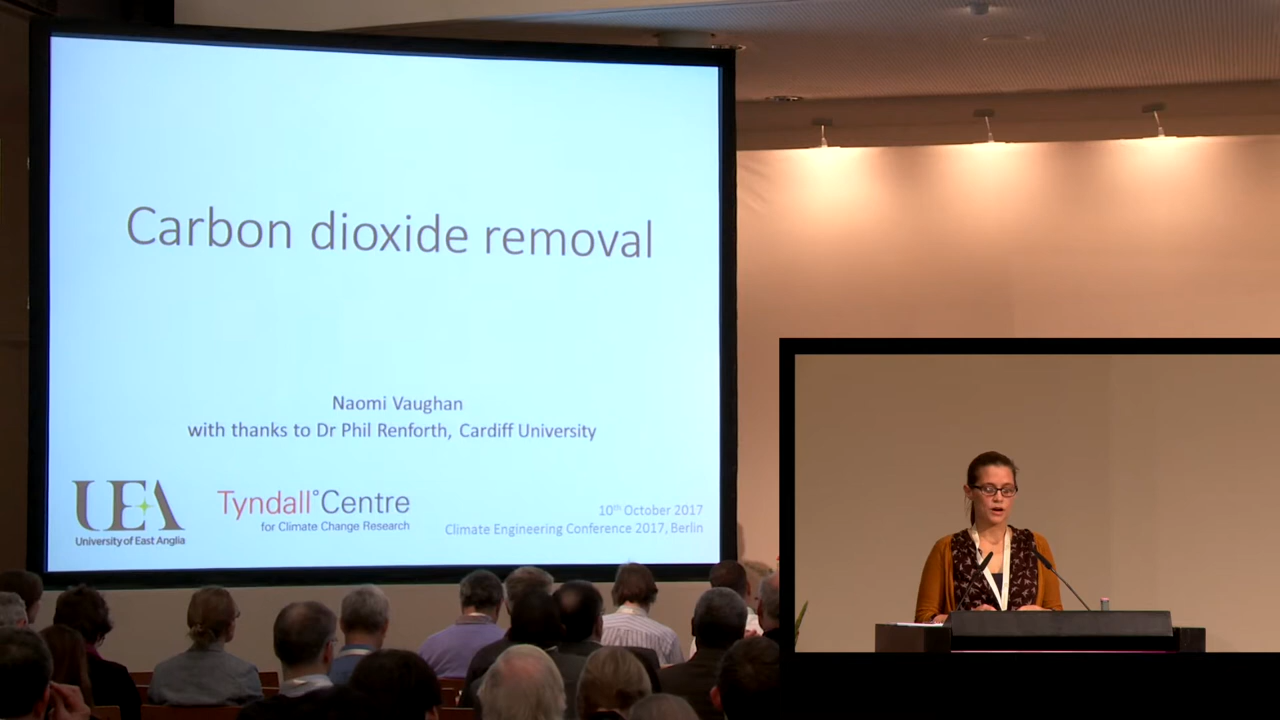 Carbon dioxide removal
Naomi Vaughan
with thanks to Dr Phil Renforth, Cardiff University
UEA
University of East Anglia
Tyndall°Centre
for Climate Change Research
10th October 2017
Climate Engineering Conference 2017, Berlin